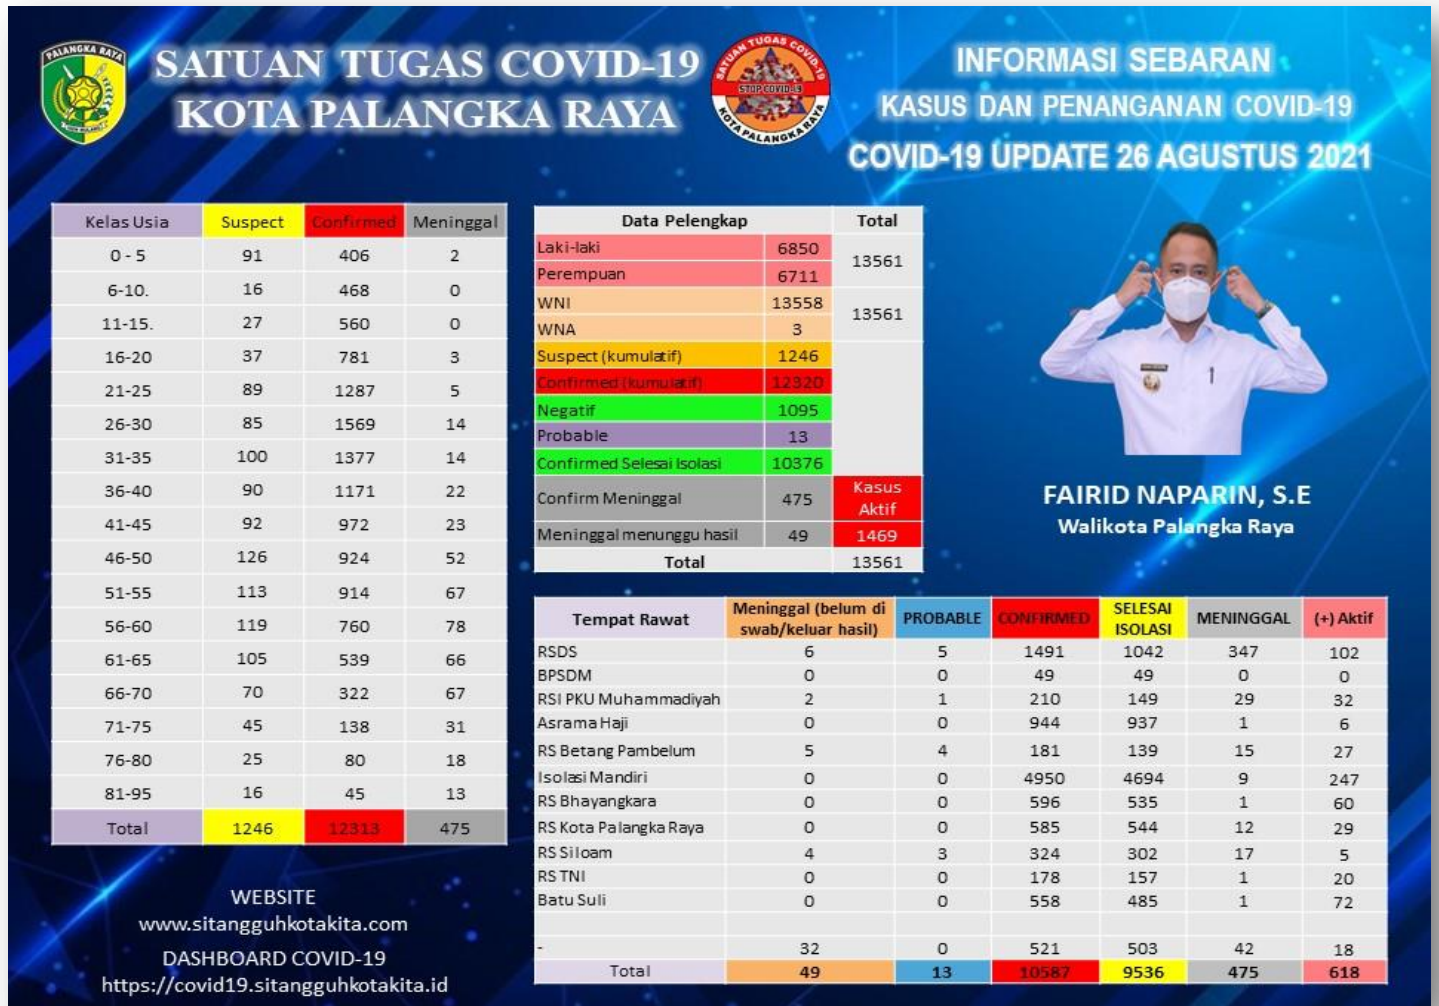 PALANGKA RAYA
SATUAN TUGAS COVID-19
KOTA PALANGKA RAYA
SATUAN TUGAS COVID-19
STOP COVID-19
KOTA PALANGKA RAYA
INFORMASI SEBARAN
KASUS DAN PENANGANAN COVID-19
COVID-19 UPDATE 26 AGUSTUS 2021
Kelas Usia Suspect Confirmed Meninggal
0 - 5 91 406 2
6-10. 16 468 0
11-15. 27 560 0
16-20 37 781 3
21-25 89 1287 5
26-30 85 1569 14
31-35 100 1377 14
36-40 90 1171 22
41-45 92 972 23
46-50 126 924 52
51-55 113 914 67
56-60 119 760 78
61-65 105 539 66
66-70 70 322 67
71-75 45 138 31
76-80 25 80 18
81-95 16 45 13
Total 1246 12313 475
WEBSITE
www.sitangguhkotakita.com
DASHBOARD COVID-19
https://covid19.sitangguhkotakita.id
Data Pelengkap Total
Laki-laki 6850
13561
Perempuan 6711
WNI 13558
13561
WNA 3
Suspect (kumulatif) 1246
Confirmed (kumulatif) 12320
Negatif 1095
Probable 13
Confirmed Selesai Isolasi 10376
Confirm Meninggal 475 Kasus
Aktif
Meninggal menunggu hasil 49 1469
Total 13561
FAIRID NAPARIN, S.E
Walikota Palangka Raya
Tempat Rawat Meninggal (belum di PROBABLE CONFIRMED SELESAI MENINGGAL (+) Aktif
swab/keluar hasil) ISOLASI
RSDS 6 5 1491 1042 347 102
BPSDM 0 0 49 49 0 0
RSI PKU Muhammadiyah 2 1 210 149 29 32
Asrama Haji 0 0 944 937 1 6
RS Betang Pambelum 5 4 181 139 15 27
Isolasi Mandiri 0 0 4950 4694 9 247
RS Bhayangkara 0 0 596 535 1 60
RS Kota Palangka Raya 0 0 585 544 12 29
RS Siloam 4 3 324 302 17 5
RS TNI 0 0 178 157 1 20
Batu Suli 0 0 558 485 1 72
- 32 0 521 503 42 18
Total 49 13 10587 9536 475 618